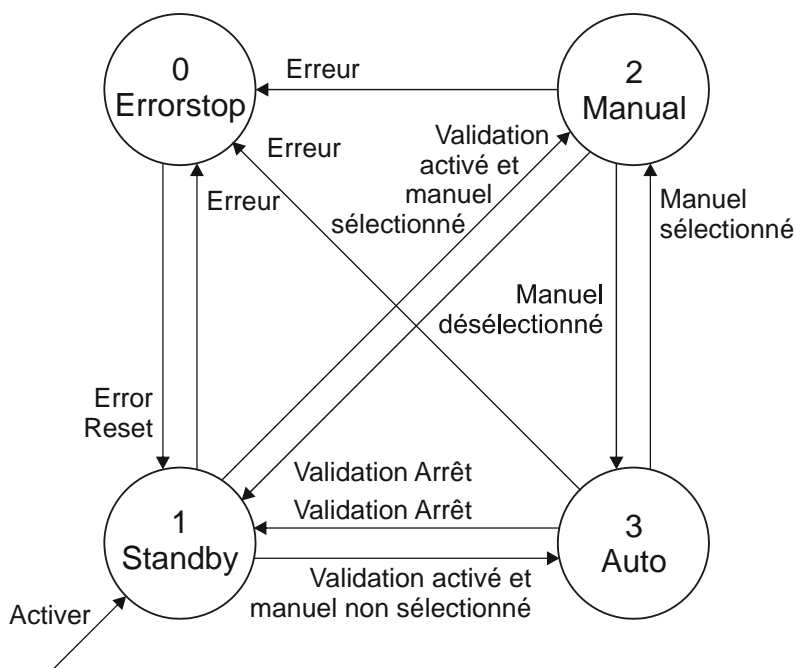 0
Errorstop
Erreur
2
Manual
Erreur
Validation
activé et
manuel
sélectionné
Erreur
Manuel
sélectionné
Manuel
désélectionné
Error
Reset
Validation Arrêt
Validation Arrêt
1
Standby
3
Auto
Validation activé et
manuel non sélectionné
Activer